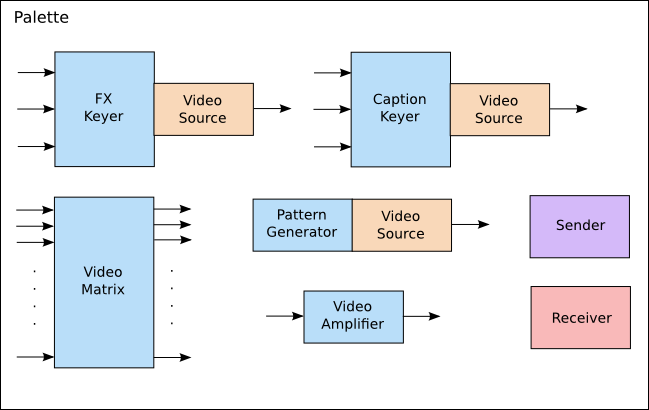 Palette
FX
Keyer
Video
Source
Caption
Keyer
Video
Source
Video
Matrix
Pattern
Generator
Video
Source
Sender
Video
Amplifier
Receiver